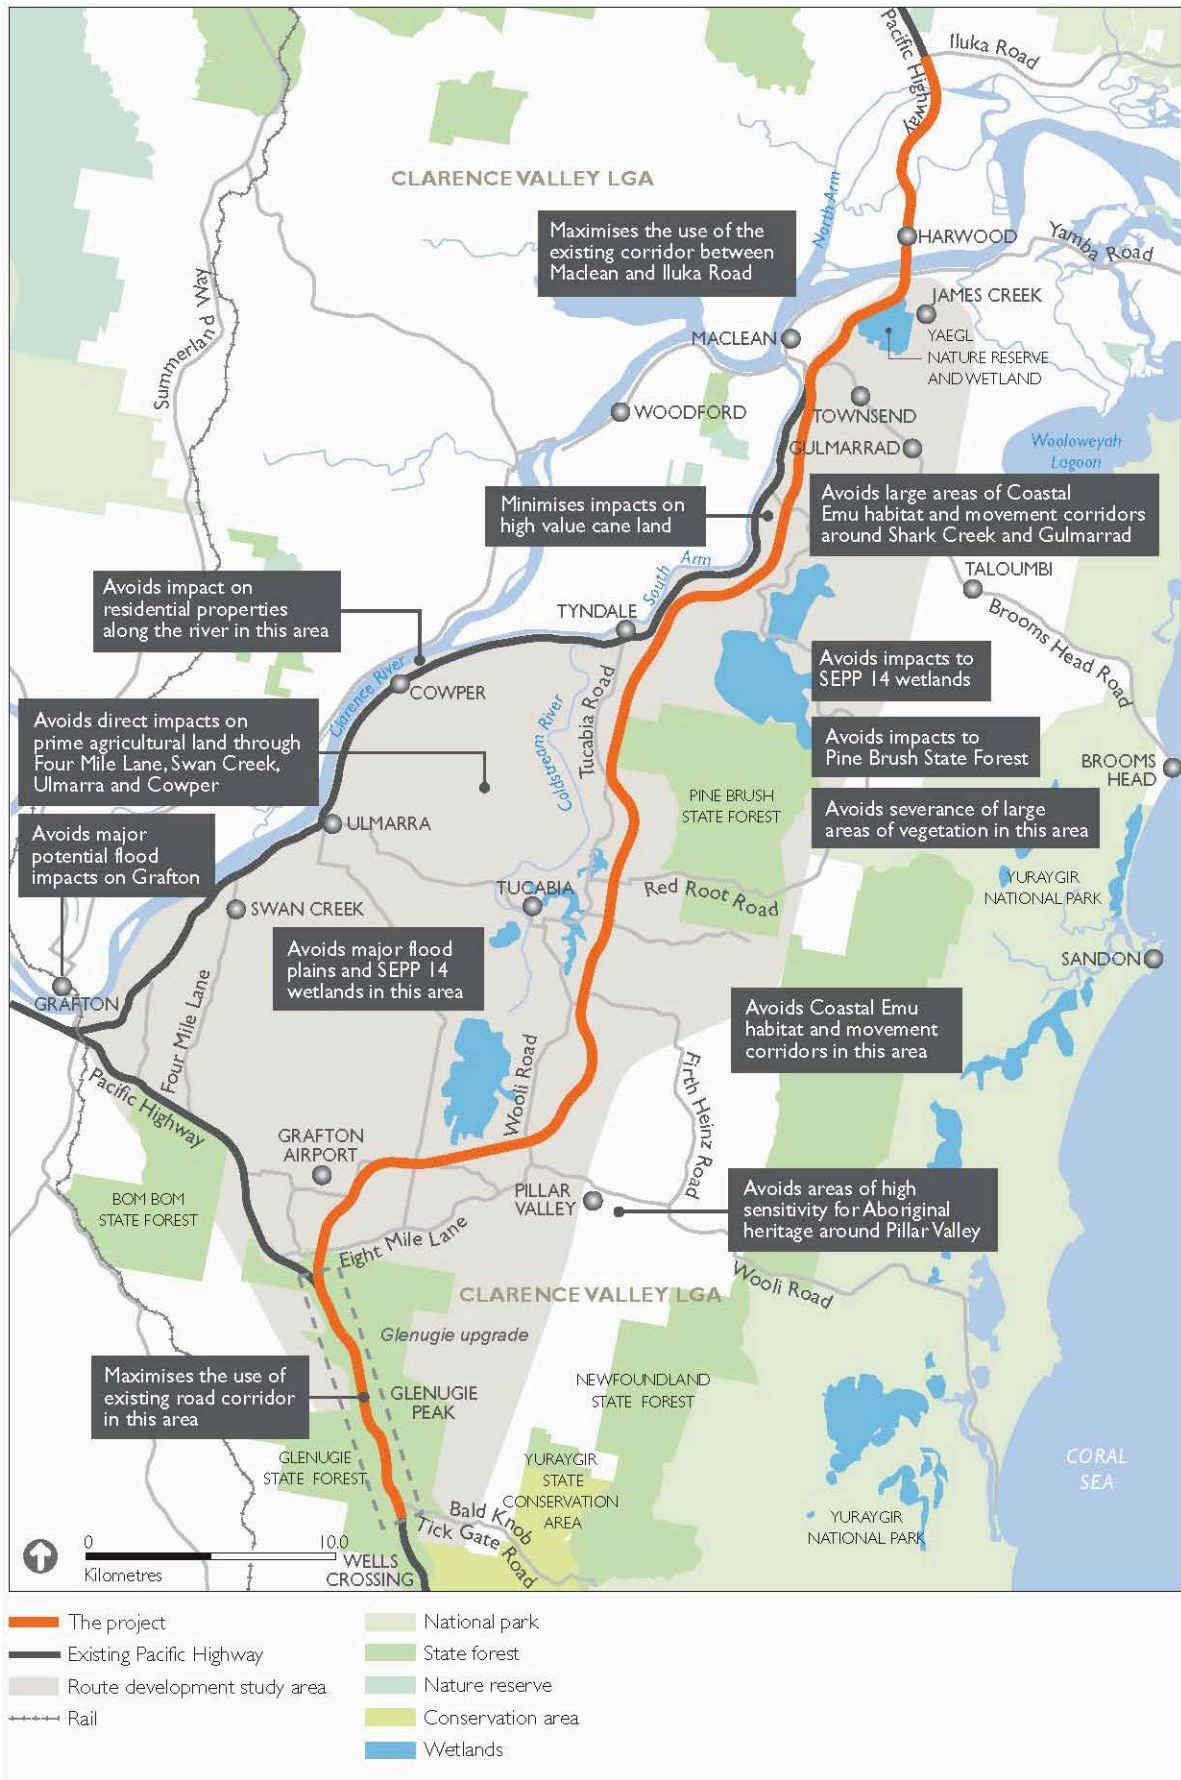 Pacific Highway
Iluka Road
CLARENCE VALLEY LGA
North Arm
Maximises the use of the
existing corridor between
Maclean and Iluka Road
HARWOOD
Yamba Road
Summerland Way
JAMES CREEK
MACLEAN
YAEGL
NATURE RESERVE
AND WETLAND
WOODFORD
TOWNSEND
GULMARRAD
Wooloweyah
Lagoon
Minimises impacts on
high value cane land
Avoids large areas of Coastal
Emu habitat and movement corridors
around Shark Creek and Gulmarrad
South Arm
TALOUMBI
Avoids impact on
residential properties
along the river in this area
TYNDALE
Brooms Head Road
Clarence River
COWPER
Avoids impacts to
SEPP 14 wetlands
Avoids direct impacts on
prime agricultural land through
Four Mile Lane, Swan Creek,
Ulmarra and Cowper
Coldstream River
Tucabia Road
Avoids impacts to
Pine Brush State Forest
BROOMS
HEAD
PINE BRUSH
STATE FOREST
Avoids severance of large
areas of vegetation in this area
ULMARRA
Avoids major
potential flood
impacts on Grafton
TUCABIA
Red Root Road
YURAYGIR
NATIONAL PARK
SWAN CREEK
Avoids major flood
plains and SEPP 14
wetlands in this area
SANDON
GRAFTON
Four Mile Lane
Avoids Coastal Emu
habitat and movement
corridors in this area
Pacific Highway
Wooli Road
Firth Heinz Road
GRAFTON
AIRPORT
BOM BOM
STATE FOREST
PILLAR
VALLEY
Avoids areas of high
sensitivity for Aboriginal
heritage around Pillar Valley
Eight Mile Lane
Wooli Road
CLARENCE VALLEY LGA
Glenugie upgrade
Maximises the use of
existing road corridor
in this area
GLENUGIE
PEAK
NEWFOUNDLAND
STATE FOREST
GLENUGIE
STATE FOREST
YURAYGIR
STATE
CONSERVATION
AREA
CORAL
SEA
Bald Knob
Tick Gate Road
YURAYGIR
NATIONAL PARK
0 10.0
Kilometres
WELLS
CROSSING
The project
Existing Pacific Highway
Route development study area
Rail
National park
State forest
Nature reserve
Conservation area
Wetlands